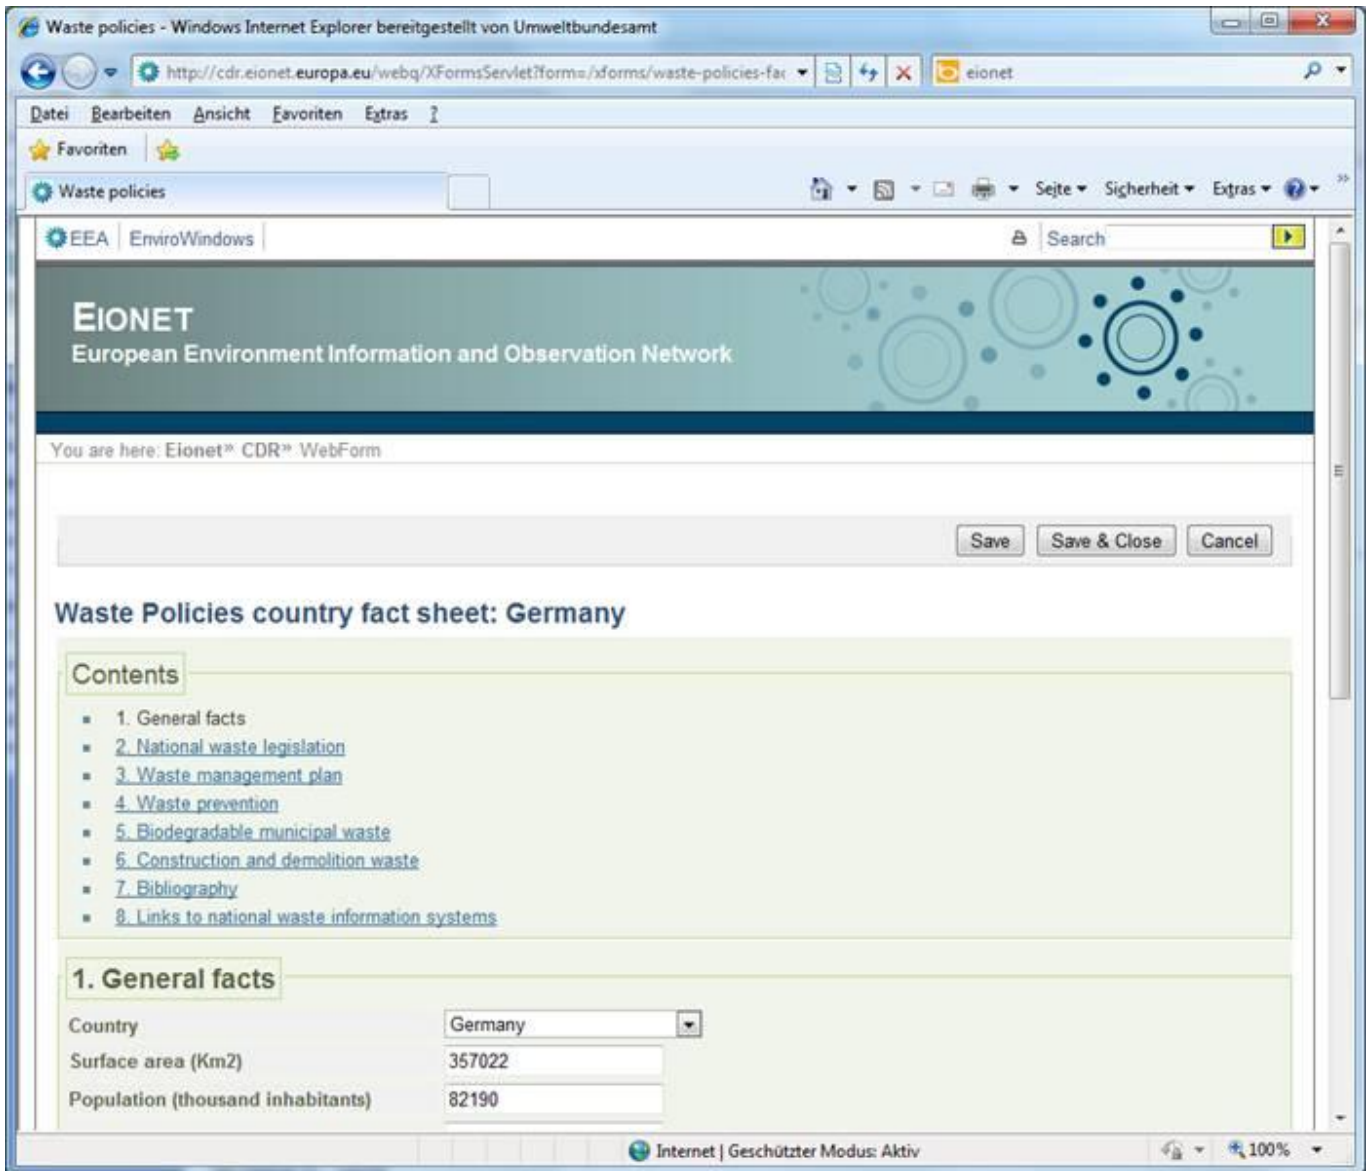 Waste policies - Windows Internet Explorer bereitgestellt von Umweltbundesamt
http://cdr.eionet.europa.eu/webq/XFormsServlet?form=/xforms/waste-policies-fac
eionet
Datei Bearbeiten Ansicht Favoriten Extras ?
Favoriten
Waste policies
Seite Sicherheit Extras
EEA EnviroWindows Search
EIONET
European Environment Information and Observation Network
You are here: Eionet» CDR» WebForm
Save Save & Close Cancel
Waste Policies country fact sheet: Germany
Contents
1. General facts
2. National waste legislation
3. Waste management plan
4. Waste prevention
5. Biodegradable municipal waste
6. Construction and demolition waste
7. Bibliography
8. Links to national waste information systems
1. General facts
Country Germany
Surface area (Km2) 357022
Population (thousand inhabitants) 82190
Internet | Geschützter Modus: Aktiv 100%